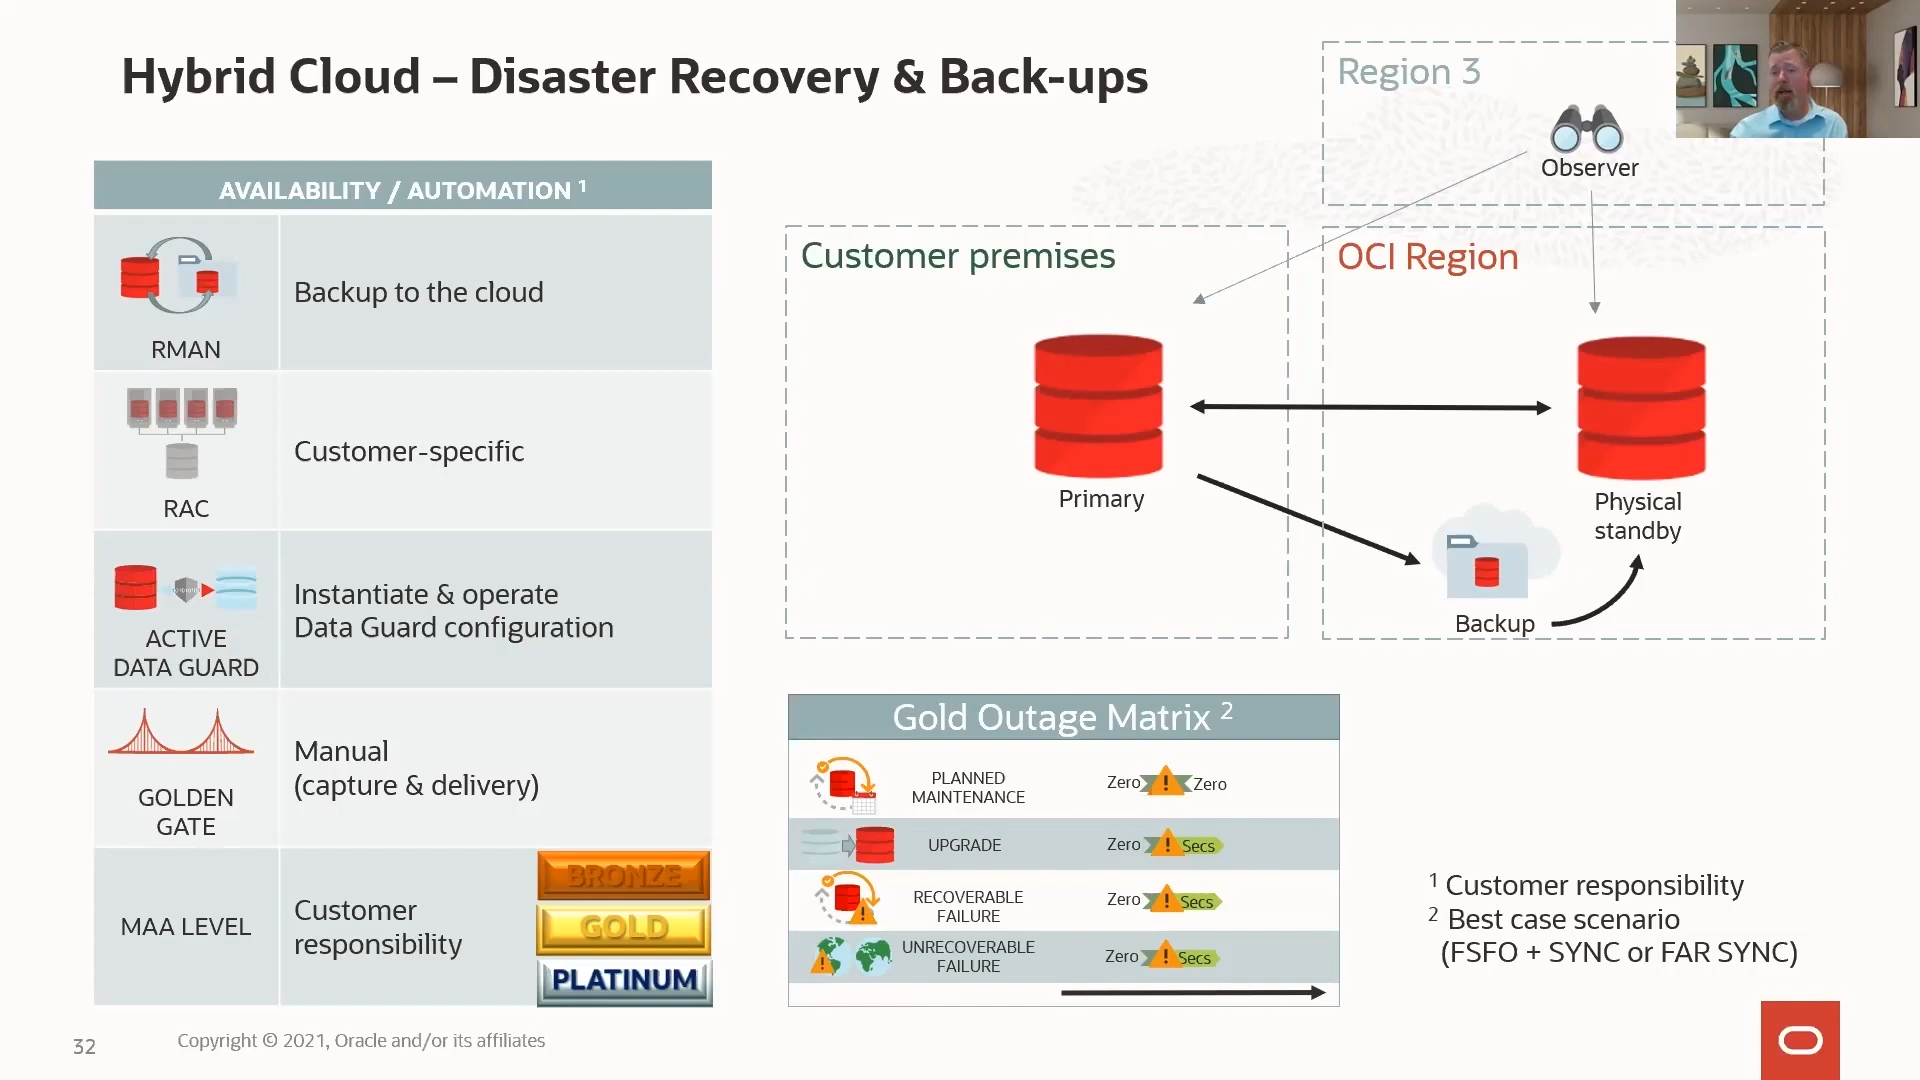 Hybrid Cloud – Disaster Recovery & Back-ups
AVAILABILITY / AUTOMATION 1
RMAN
Backup to the cloud
RAC
Customer-specific
ACTIVE
DATA GUARD
Instantiate & operate
Data Guard configuration
GOLDEN
GATE
Manual
(capture & delivery)
MAA LEVEL
Customer
responsibility
BRONZE
GOLD
PLATINUM
Region 3
Observer
Customer premises
OCI Region
Primary
Physical
standby
Backup
Gold Outage Matrix 2
PLANNED
MAINTENANCE
Zero
Zero
UPGRADE
Zero
Secs
RECOVERABLE
FAILURE
Zero
Secs
UNRECOVERABLE
FAILURE
Zero
Secs
1 Customer responsibility
2 Best case scenario
(FSFO + SYNC or FAR SYNC)
32
Copyright © 2021, Oracle and/or its affiliates